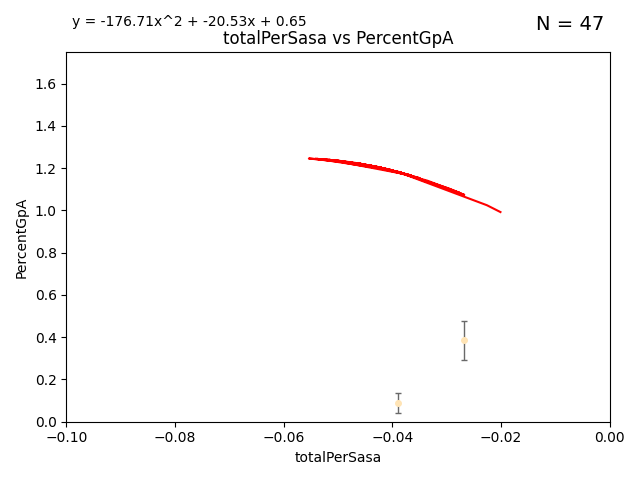 y = -176.71x^2 + -20.53x + 0.65
N = 47
totalPerSasa vs PercentGpA
PercentGpA
1.6
1.4
1.2
1.0
0.8
0.6
0.4
0.2
0.0
−0.10 −0.08 −0.06 −0.04 −0.02 0.00
totalPerSasa